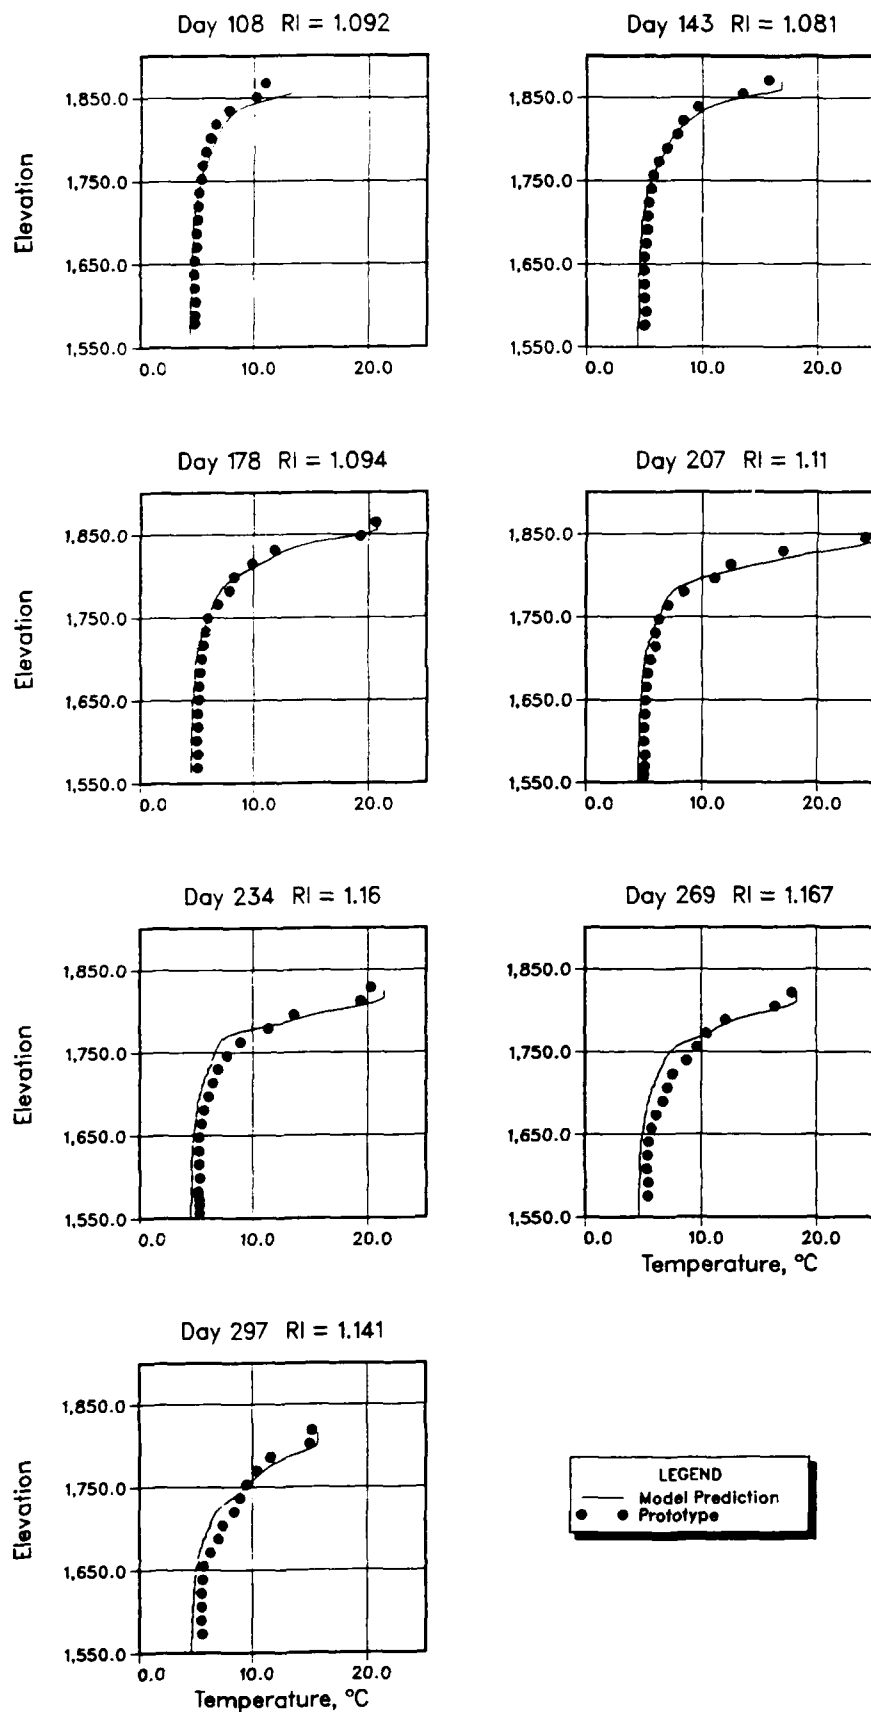 Day 108 RI = 1.092
Day 143 RI = 1.081
Elevation
1,850.0
1,750.0
1,650.0
1,550.0
0.0 10.0 20.0
1,850.0
1,750.0
1,650.0
1,550.0
0.0 10.0 20.0
Day 178 RI = 1.094
Day 207 RI = 1.11
Elevation
1,850.0
1,750.0
1,650.0
1,550.0
0.0 10.0 20.0
1,850.0
1,750.0
1,650.0
1,550.0
0.0 10.0 20.0
Day 234 RI = 1.16
Day 269 RI = 1.167
Elevation
1,850.0
1,750.0
1,650.0
1,550.0
0.0 10.0 20.0
1,850.0
1,750.0
1,650.0
1,550.0
0.0 10.0 20.0
Temperature, °C
Day 297 RI = 1.141
Elevation
1,850.0
1,750.0
1,650.0
1,550.0
0.0 10.0 20.0
Temperature, °C
LEGEND
Model Prediction
Prototype